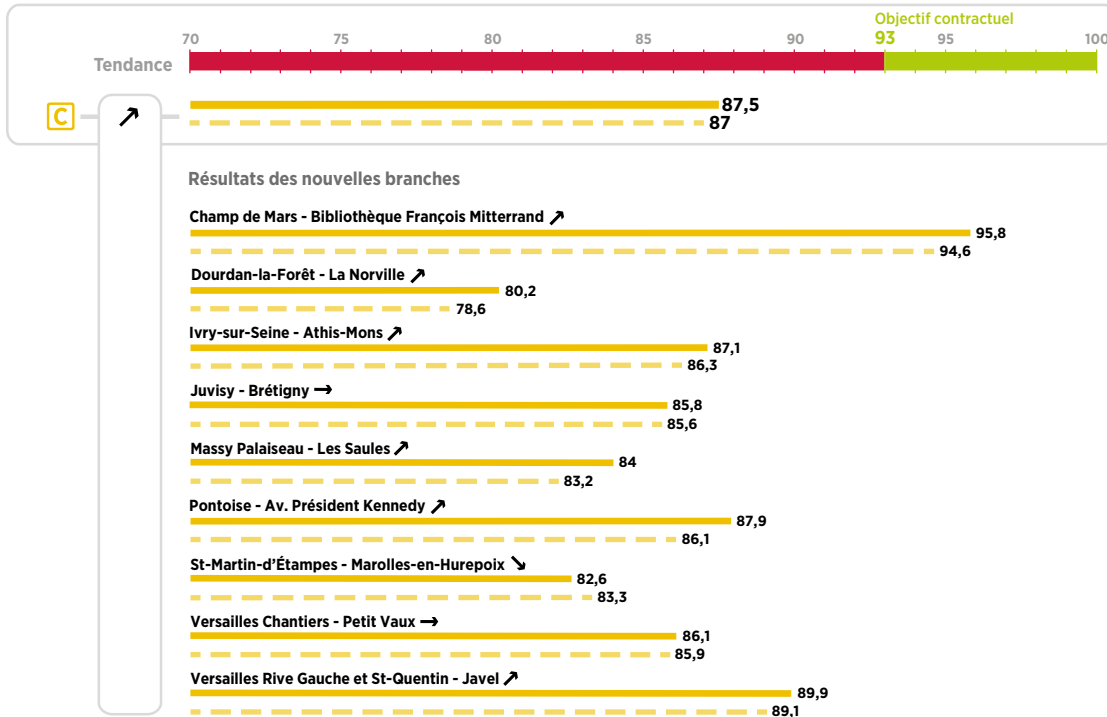 Objectif contractuel
70 75 80 85 90 93 95 100
Tendance
C ↗ 87,5
87
Résultats des nouvelles branches
Champ de Mars - Bibliothèque François Mitterrand ↗
95,8
94,6
Dourdan-la-Forêt - La Norville ↗
80,2
78,6
Ivry-sur-Seine - Athis-Mons ↗
87,1
86,3
Juvisy - Brétigny →
85,8
85,6
Massy Palaiseau - Les Saules ↗
84
83,2
Pontoise - Av. Président Kennedy ↗
87,9
86,1
St-Martin-d’Étampes - Marolles-en-Hurepoix ↘
82,6
83,3
Versailles Chantiers - Petit Vaux →
86,1
85,9
Versailles Rive Gauche et St-Quentin - Javel ↗
89,9
89,1